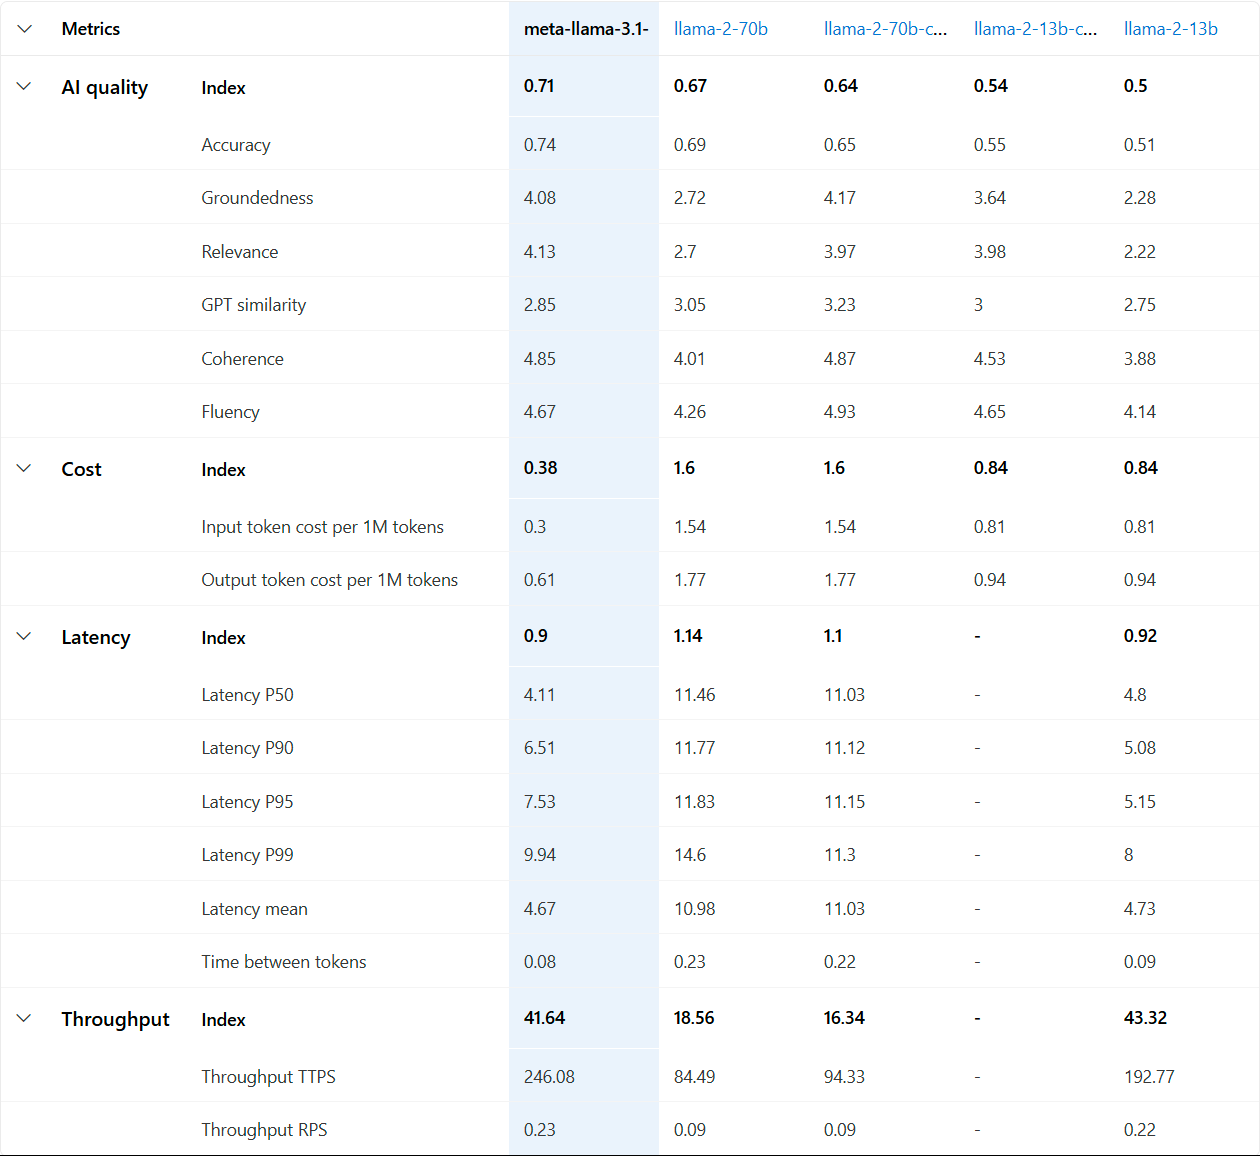 Metrics meta-llama-3.1- llama-2-70b llama-2-70b-c... llama-2-13b-c... llama-2-13b
AI quality Index 0.71 0.67 0.64 0.54 0.5
Accuracy 0.74 0.69 0.65 0.55 0.51
Groundedness 4.08 2.72 4.17 3.64 2.28
Relevance 4.13 2.7 3.97 3.98 2.22
GPT similarity 2.85 3.05 3.23 3 2.75
Coherence 4.85 4.01 4.87 4.53 3.88
Fluency 4.67 4.26 4.93 4.65 4.14
Cost Index 0.38 1.6 1.6 0.84 0.84
Input token cost per 1M tokens 0.3 1.54 1.54 0.81 0.81
Output token cost per 1M tokens 0.61 1.77 1.77 0.94 0.94
Latency Index 0.9 1.14 1.1 - 0.92
Latency P50 4.11 11.46 11.03 - 4.8
Latency P90 6.51 11.77 11.12 - 5.08
Latency P95 7.53 11.83 11.15 - 5.15
Latency P99 9.94 14.6 11.3 - 8
Latency mean 4.67 10.98 11.03 - 4.73
Time between tokens 0.08 0.23 0.22 - 0.09
Throughput Index 41.64 18.56 16.34 - 43.32
Throughput TTPS 246.08 84.49 94.33 - 192.77
Throughput RPS 0.23 0.09 0.09 - 0.22